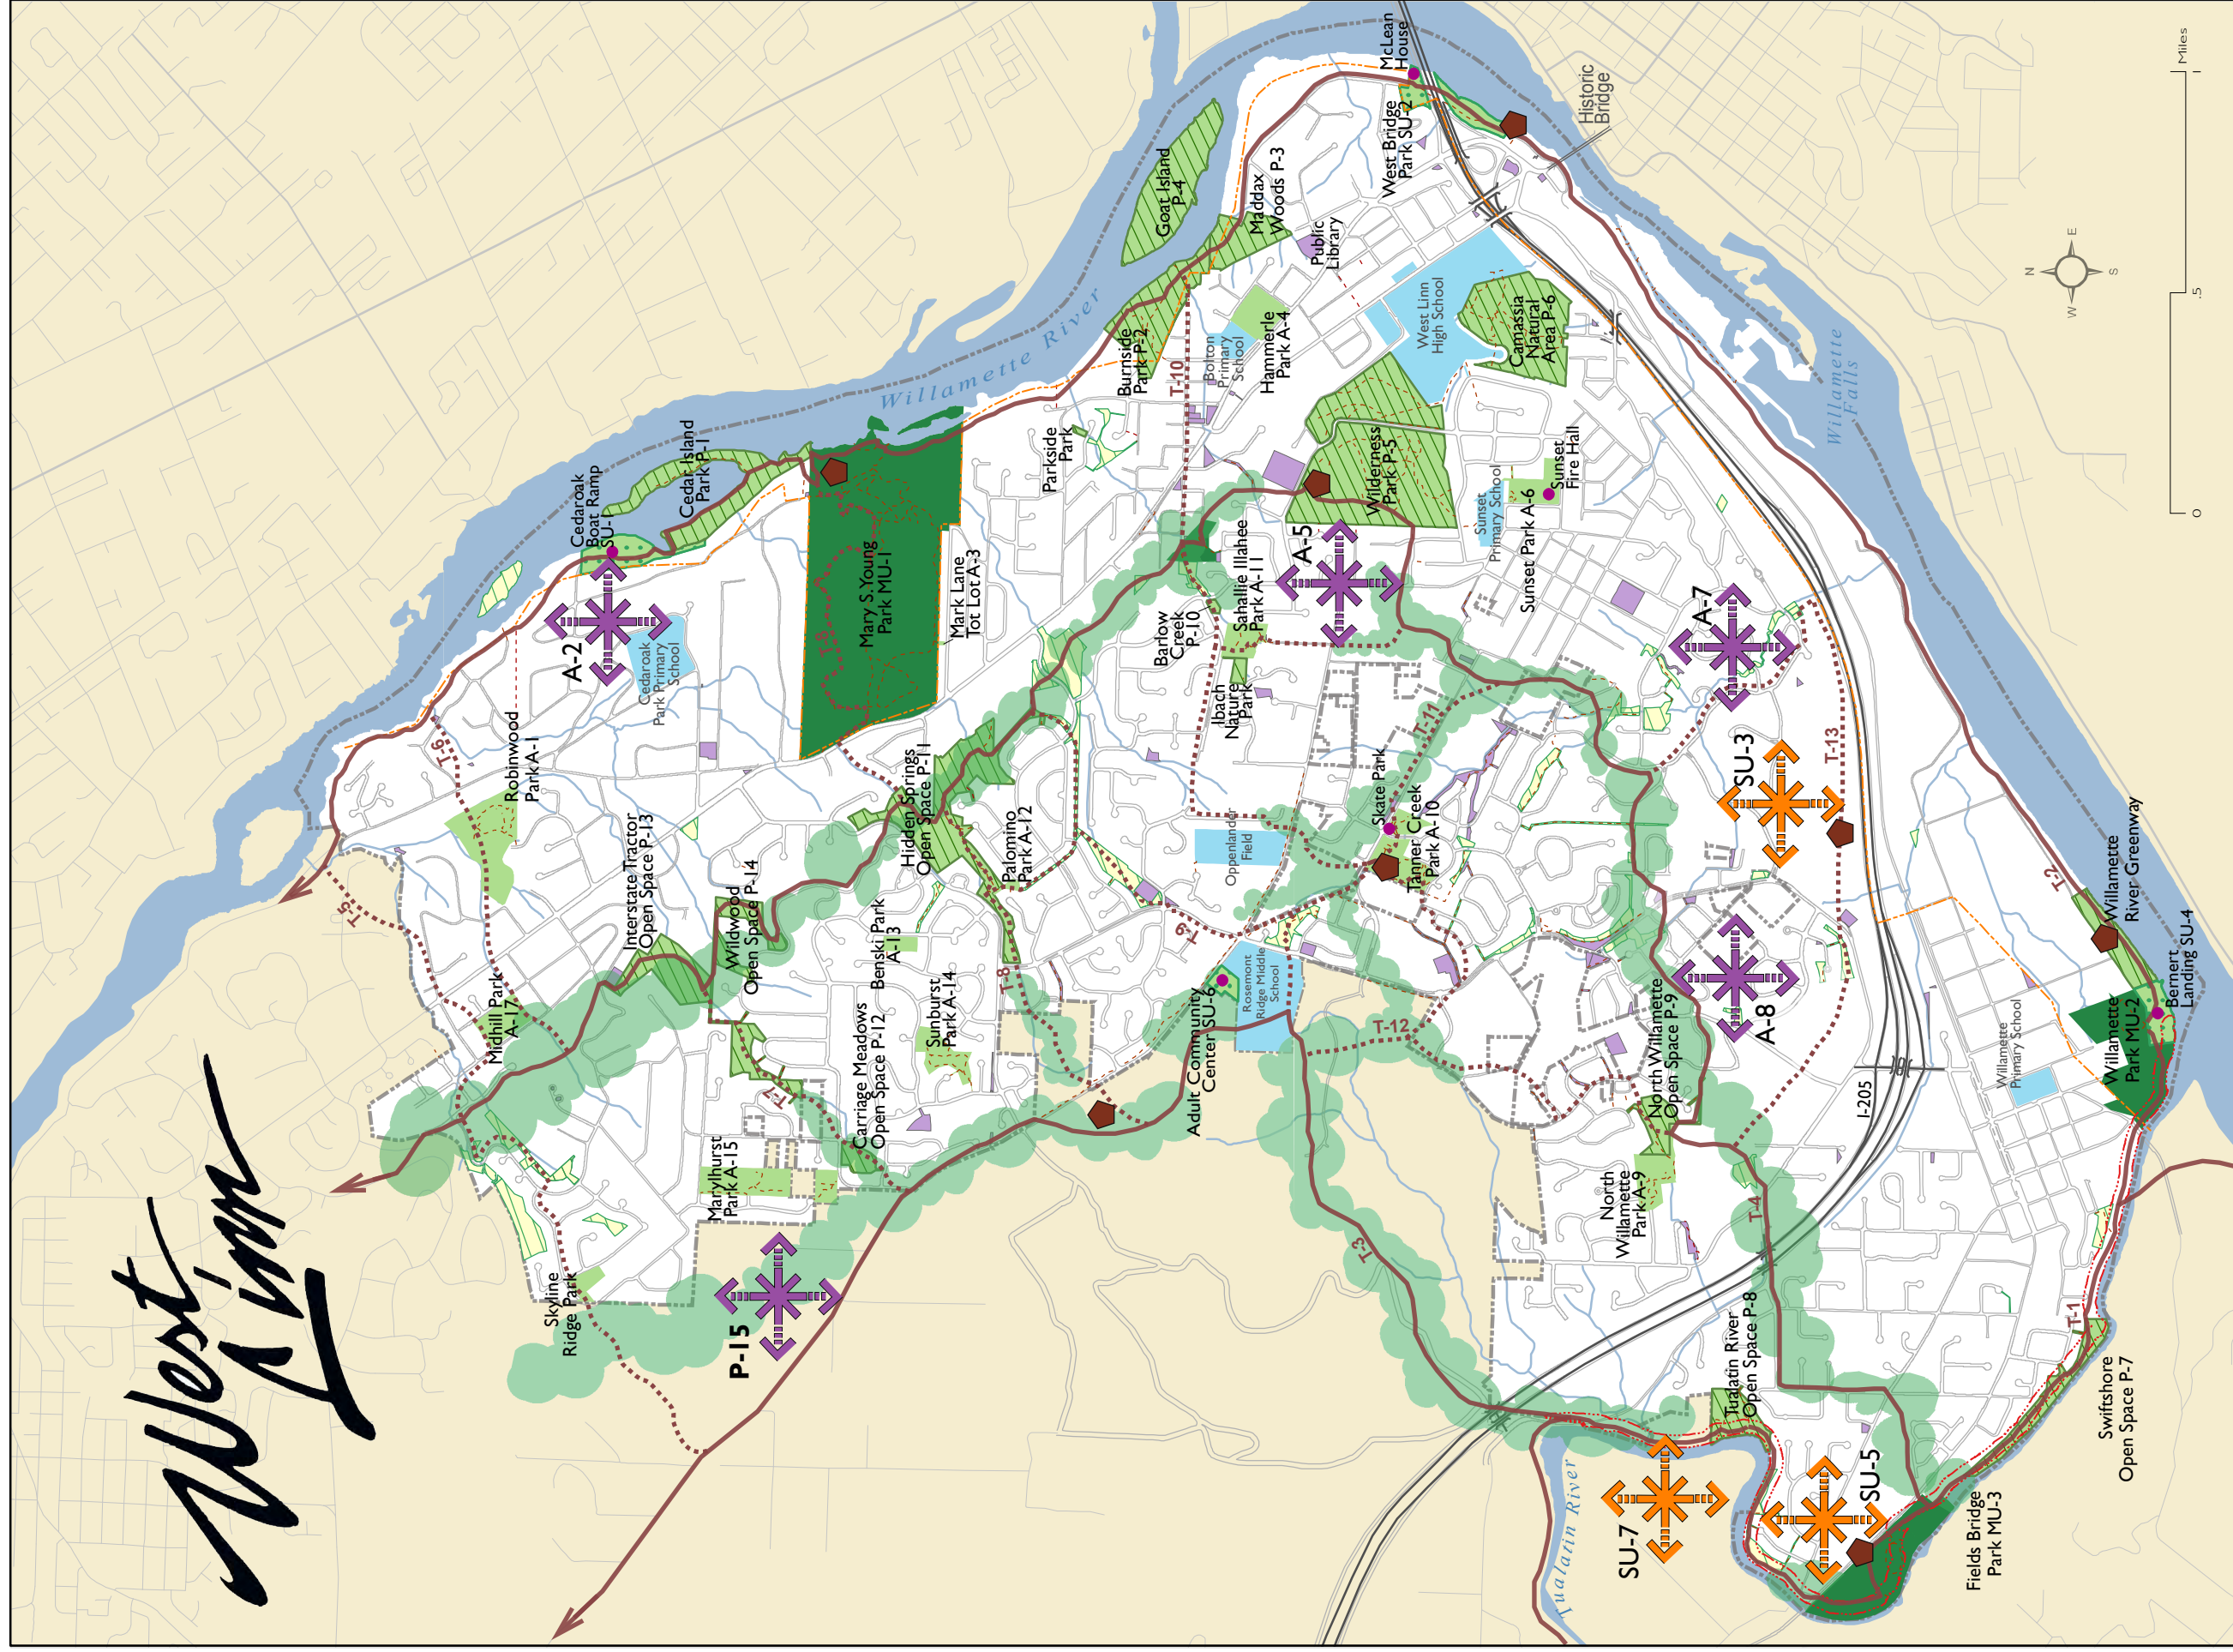 West
Linn
Cedaroak
Boat Ramp
SU-1
Cedar Island
Park P-1
A-2
Cedaroak
Park Primary
School
Robinwood
Park A-1
T-6
T-5
Interstate Tractor
Open Space P-13
Wildwood
Open Space P-14
Midhill Park
A-17
Skyline
Ridge Park
Marylhurst
Park A-15
P-15
T-7
Carriage Meadows
Open Space P-12
Benski Park
A-13
Sunburst
Park A-14
Hidden Springs
Open Space P-11
Palomino
Park A-12
T-8
Mary S.Young
Park MU-1
T-8
Mark Lane
Tot Lot A-3
Willamette River
Parkside
Park
Burnside
Park P-2
T-10
Goat Island
P-4
Maddax
Woods P-3
Public
Library
Bolton
Primary
School
Hammerle
Park A-4
McLean
House
West Bridge
Park SU-2
Historic
Bridge
West Linn
High School
Camassia
Natural
Area P-6
Wilderness
Park P-5
Sunset
Primary School
Sunset
Fire Hall
Sunset Park A-6
A-5
Sahallie Illahee
Park A-11
Barlow
Creek
P-10
Ibach
Nature
Park
Skate Park
T-11
Tanner Creek
Park A-10
Oppenlander
Field
T-9
Rosemont
Ridge Middle
School
Adult Community
Center SU-6
T-12
T-3
A-7
SU-3
T-13
A-8
North Willamette
Open Space P-9
North
Willamette
Park A-9
T-4
I-205
Tualatin River
Open Space P-8
SU-7
SU-5
Tualatin River
Fields Bridge
Park MU-3
Swiftshore
Open Space P-7
T-1
Willamette
Primary School
Willamette
Park MU-2
Bernert
Landing SU-4
Willamette
River Greenway
T-2
Willamette
Falls
N
E
S
W
0
.5
1
Miles